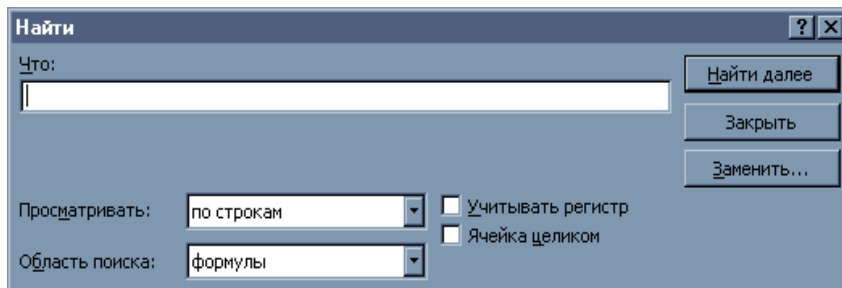 Найти
Что:
Найти далее
Закрыть
Заменить...
Просматривать:
по строкам
Учитывать регистр
Ячейка целиком
Область поиска:
формулы